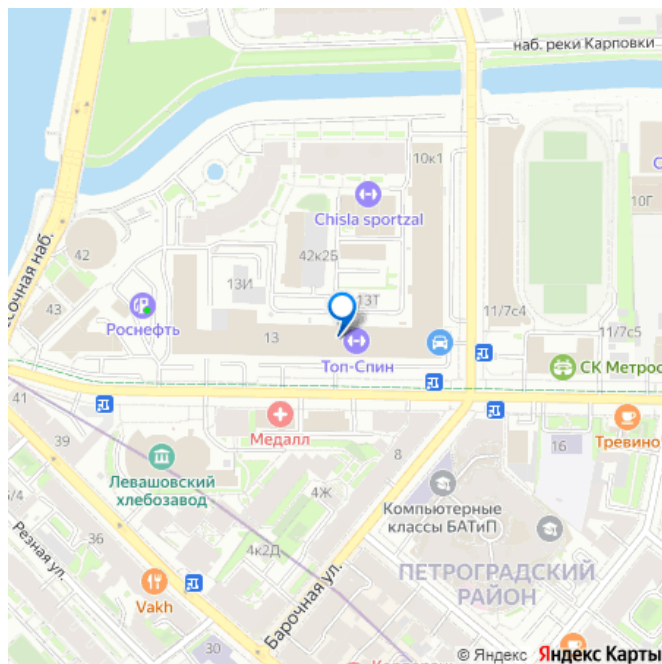 наб. реки Карповки
10к1
Chisla sportzal
10Г
42
42к2Б
13И
13Т
43
Роснефть
13
11/7с4
11/7с5
Топ-Спин
СК Метрос
41
Медалл
Тревино
39
8
16
Левашовский
хлебозавод
4Ж
Компьютерные
классы БАТиП
36
4к2Д
Резная ул.
ПЕТРОГРАДСКИЙ
РАЙОН
Vakh
Барочная ул.
30
© Яндекс Яндекс Карты